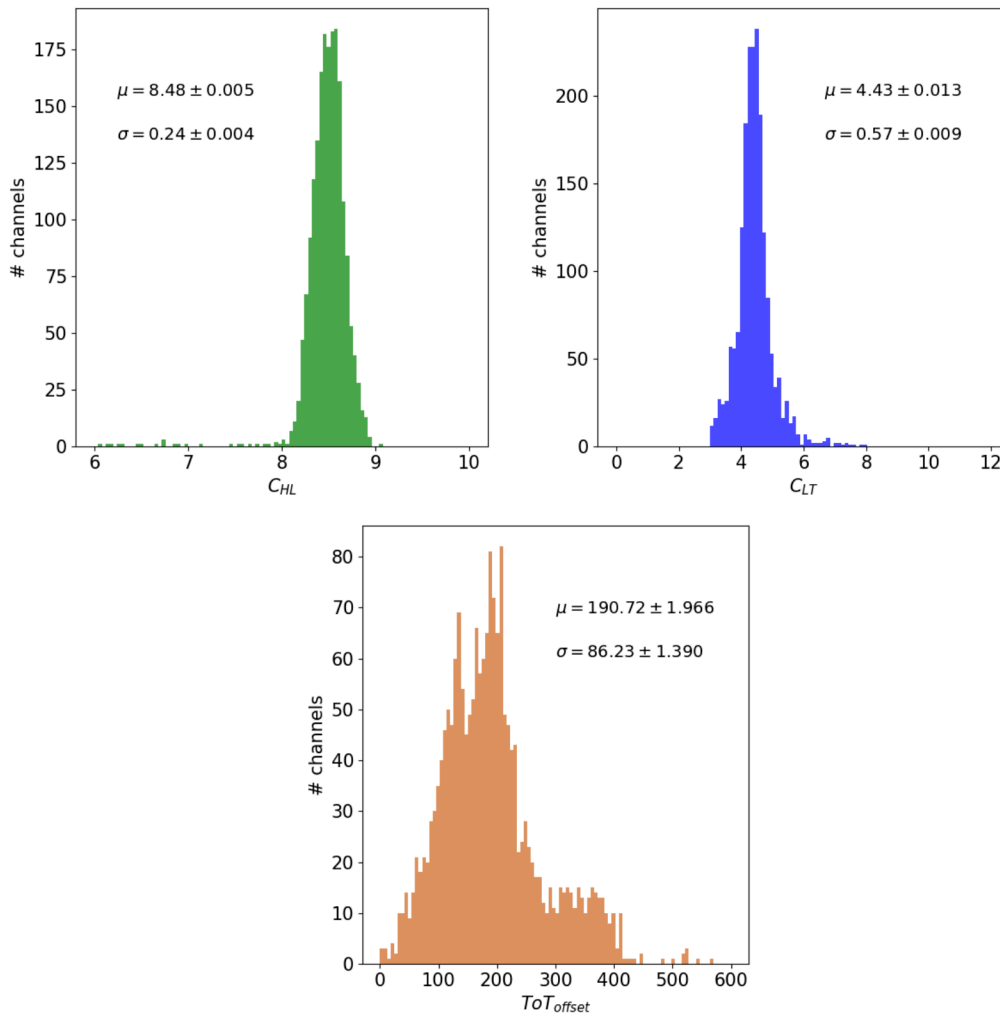 175
150
125
100
75
50
25
0
# channels
μ = 8.48 ± 0.005
σ = 0.24 ± 0.004
6 7 8 9 10
C_HL
200
150
100
50
0
# channels
μ = 4.43 ± 0.013
σ = 0.57 ± 0.009
0 2 4 6 8 10 12
C_LT
80
70
60
50
40
30
20
10
0
# channels
μ = 190.72 ± 1.966
σ = 86.23 ± 1.390
0 100 200 300 400 500 600
ToT_offset